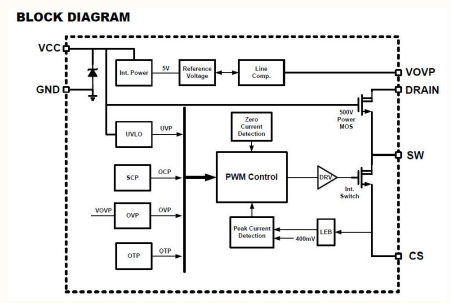 BLOCK DIAGRAM
VCC
GND
Int. Power
5V
Reference
Voltage
Line
Comp.
VOVP
DRAIN
500V
Power
MOS
Zero
Current
Detection
UVLO
UVP
SCP
OCP
VOVP
OVP
OVP
OTP
OTP
PWM Control
DRV
Int.
Switch
SW
Peak Current
Detection
400mV
LEB
CS